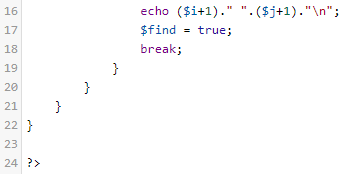 16 echo ($i+1)." ".($j+1)."\n";
17 $find = true;
18 break;
19 }
20 }
21 }
22 }
23
24 ?>